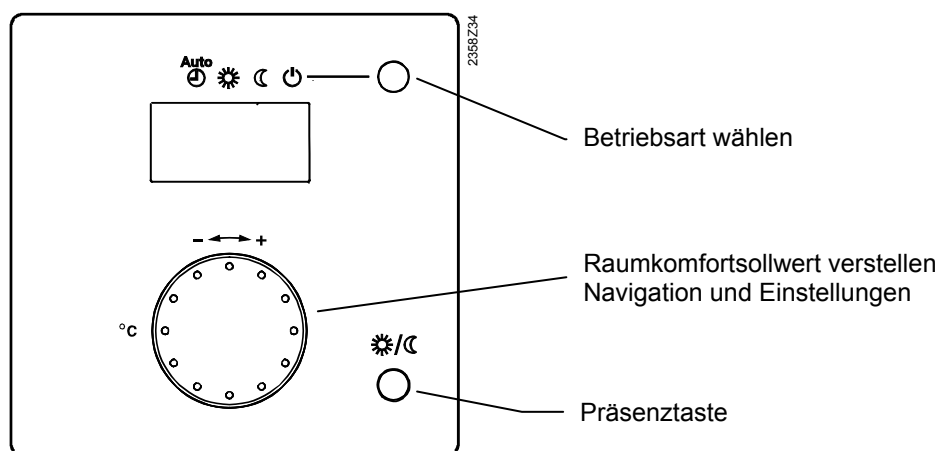 2358Z34
Auto
Betriebsart wählen
- +
Raumkomfortsollwert verstellen
Navigation und Einstellungen
°C
/
Präsenztaste